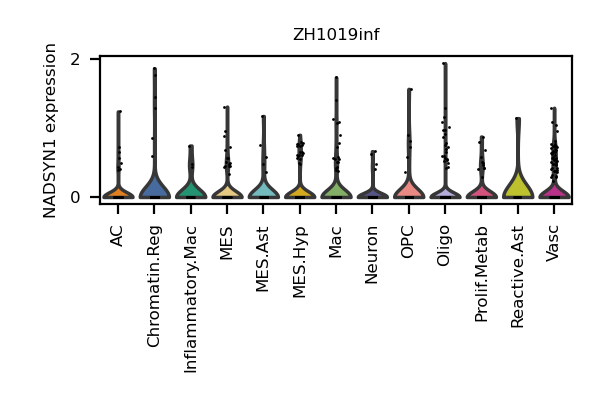 ZH1019inf
NADSYN1 expression
2
0
AC
Chromatin.Reg
Inflammatory.Mac
MES
MES.Ast
MES.Hyp
Mac
Neuron
OPC
Oligo
Prolif.Metab
Reactive.Ast
Vasc